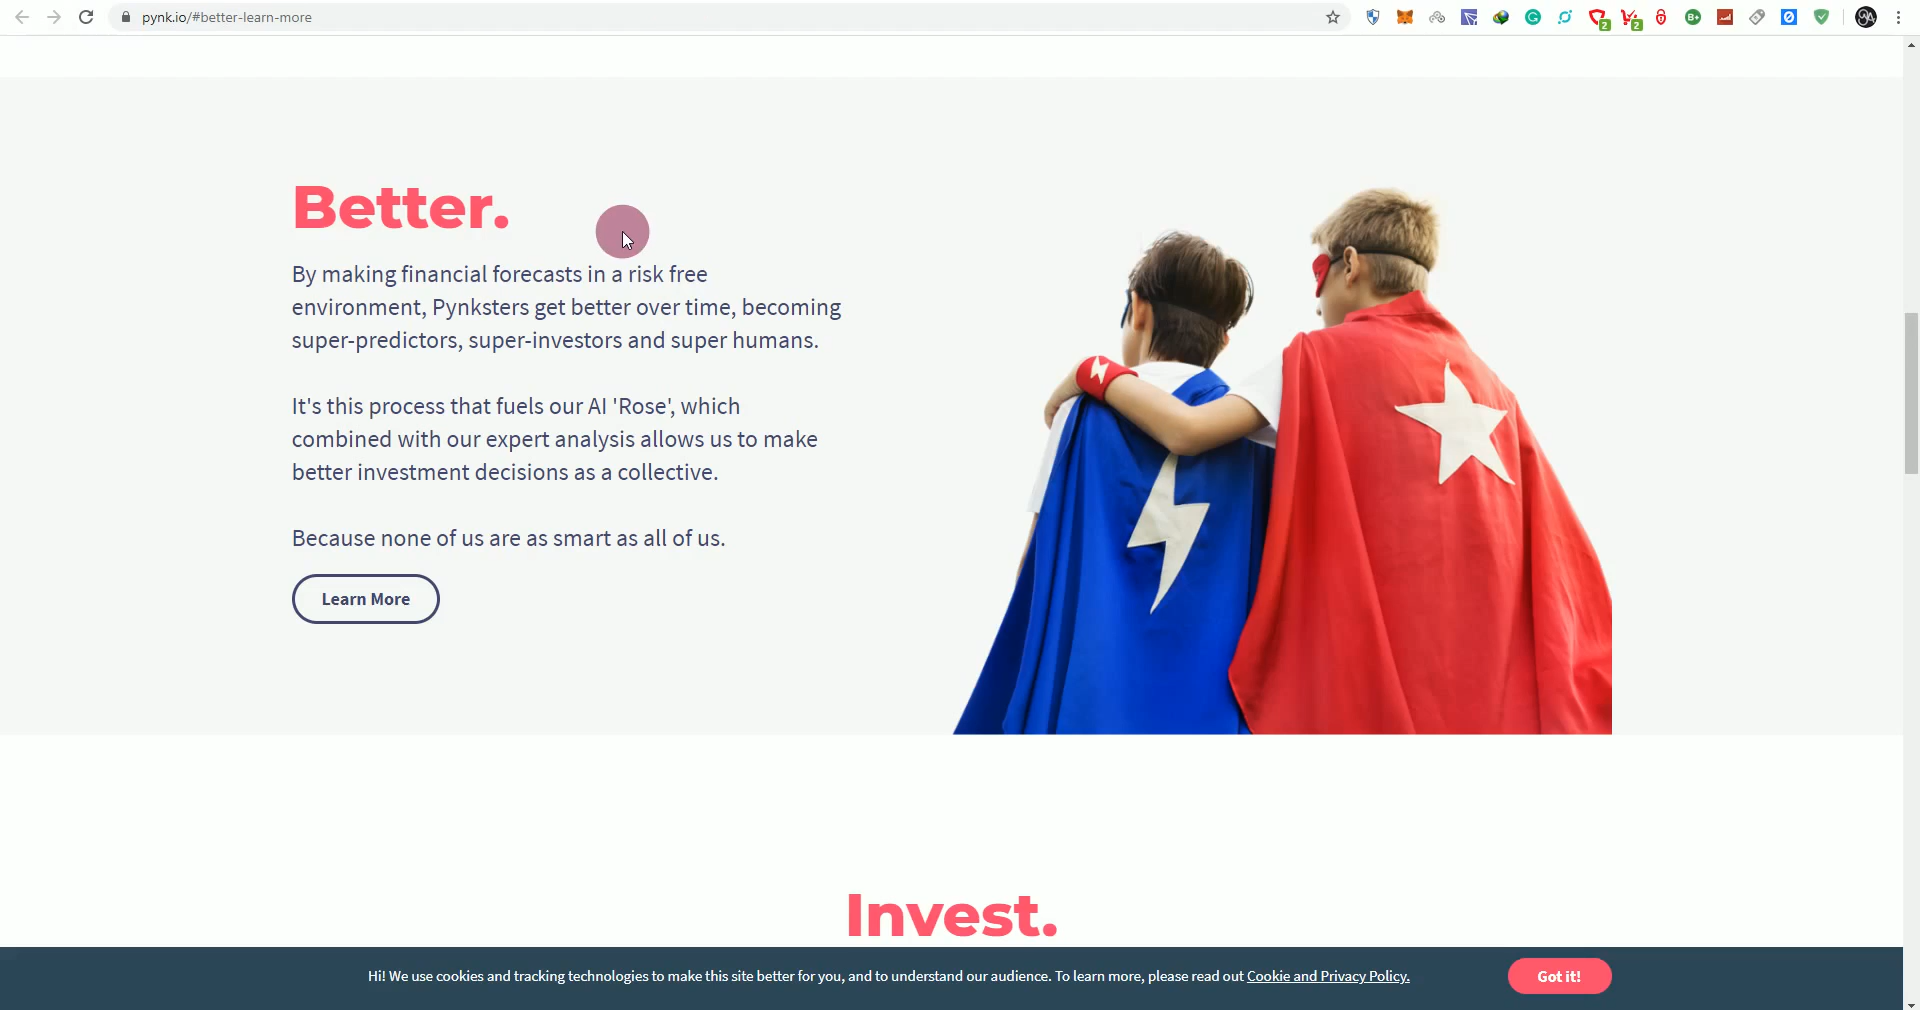 pynk.io/#better-learn-more
2
2
B+
Better.
By making financial forecasts in a risk free
environment, Pynksters get better over time, becoming
super-predictors, super-investors and super humans.
It's this process that fuels our AI 'Rose', which
combined with our expert analysis allows us to make
better investment decisions as a collective.
Because none of us are as smart as all of us.
Learn More
Invest.
Hi! We use cookies and tracking technologies to make this site better for you, and to understand our audience. To learn more, please read out Cookie and Privacy Policy.
Got it!